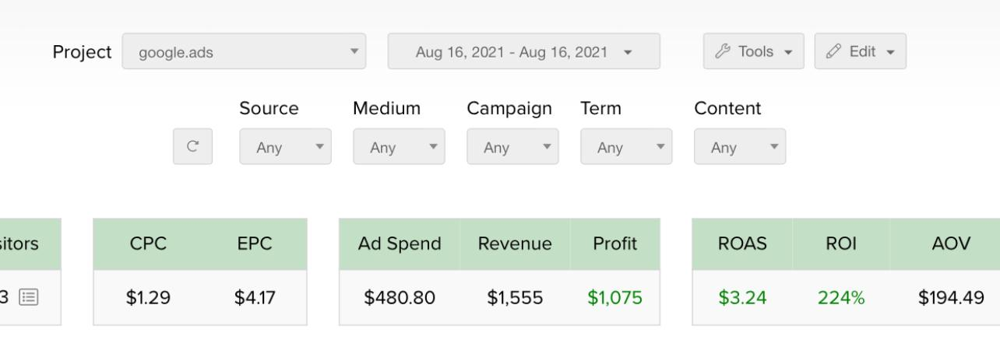 Project google.ads Aug 16, 2021 - Aug 16, 2021 Tools Edit
Source Medium Campaign Term Content
Any Any Any Any Any
sitors CPC EPC Ad Spend Revenue Profit ROAS ROI AOV
3 $1.29 $4.17 $480.80 $1,555 $1,075 $3.24 224% $194.49